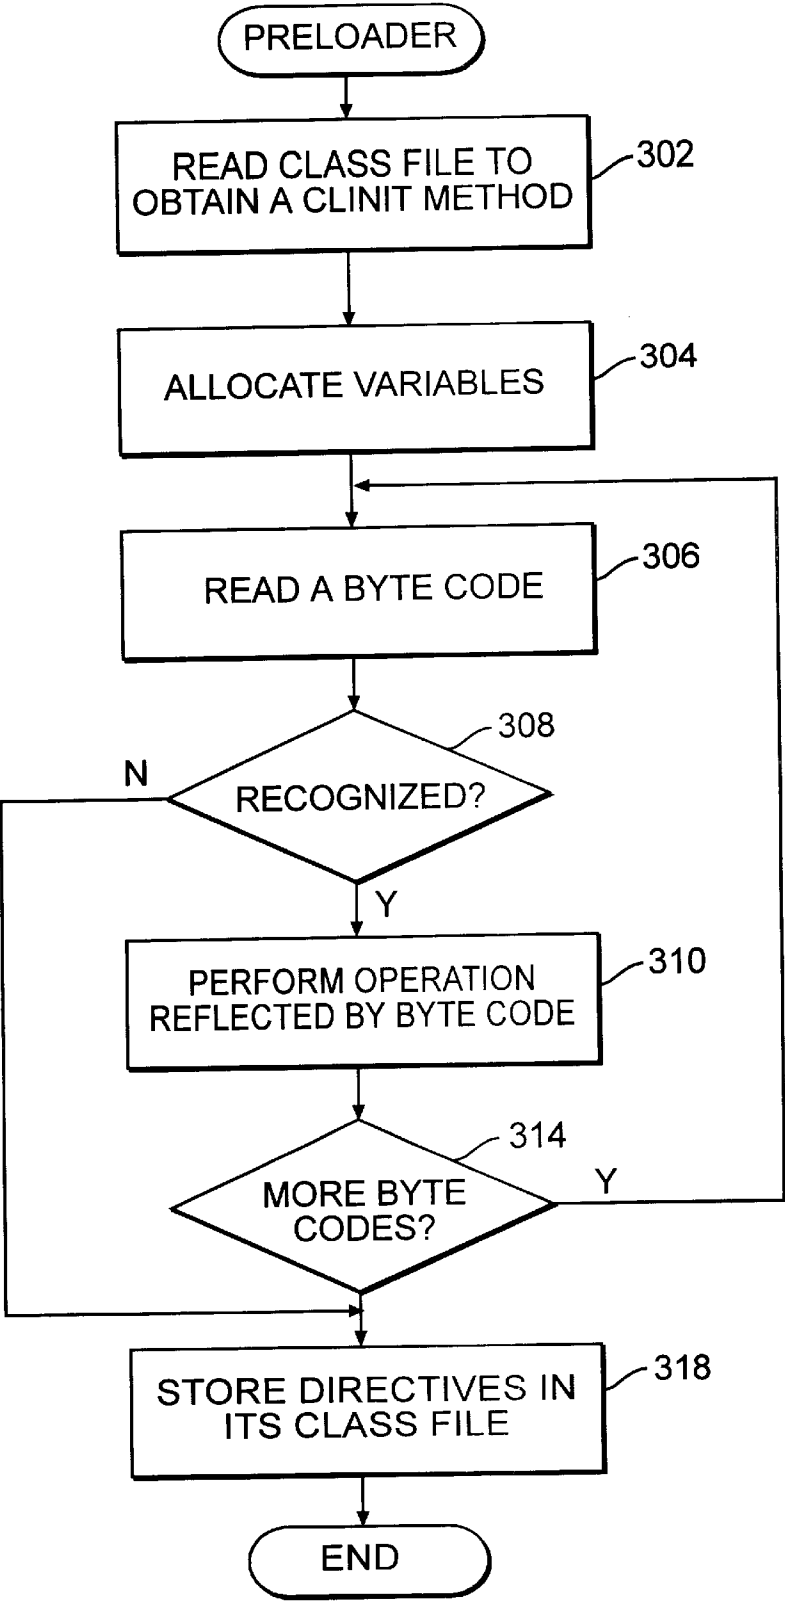 PRELOADER
READ CLASS FILE TO
OBTAIN A CLINIT METHOD
302
ALLOCATE VARIABLES
304
READ A BYTE CODE
306
308
N
RECOGNIZED?
Y
PERFORM OPERATION
REFLECTED BY BYTE CODE
310
314
MORE BYTE
CODES?
Y
STORE DIRECTIVES IN
ITS CLASS FILE
318
END